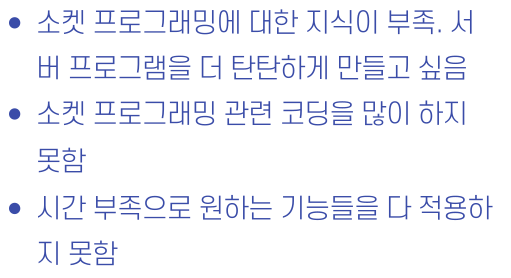 • 소켓 프로그래밍에 대한 지식이 부족. 서
버 프로그램을 더 탄탄하게 만들고 싶음
• 소켓 프로그래밍 관련 코딩을 많이 하지
못함
• 시간 부족으로 원하는 기능들을 다 적용하
지 못함